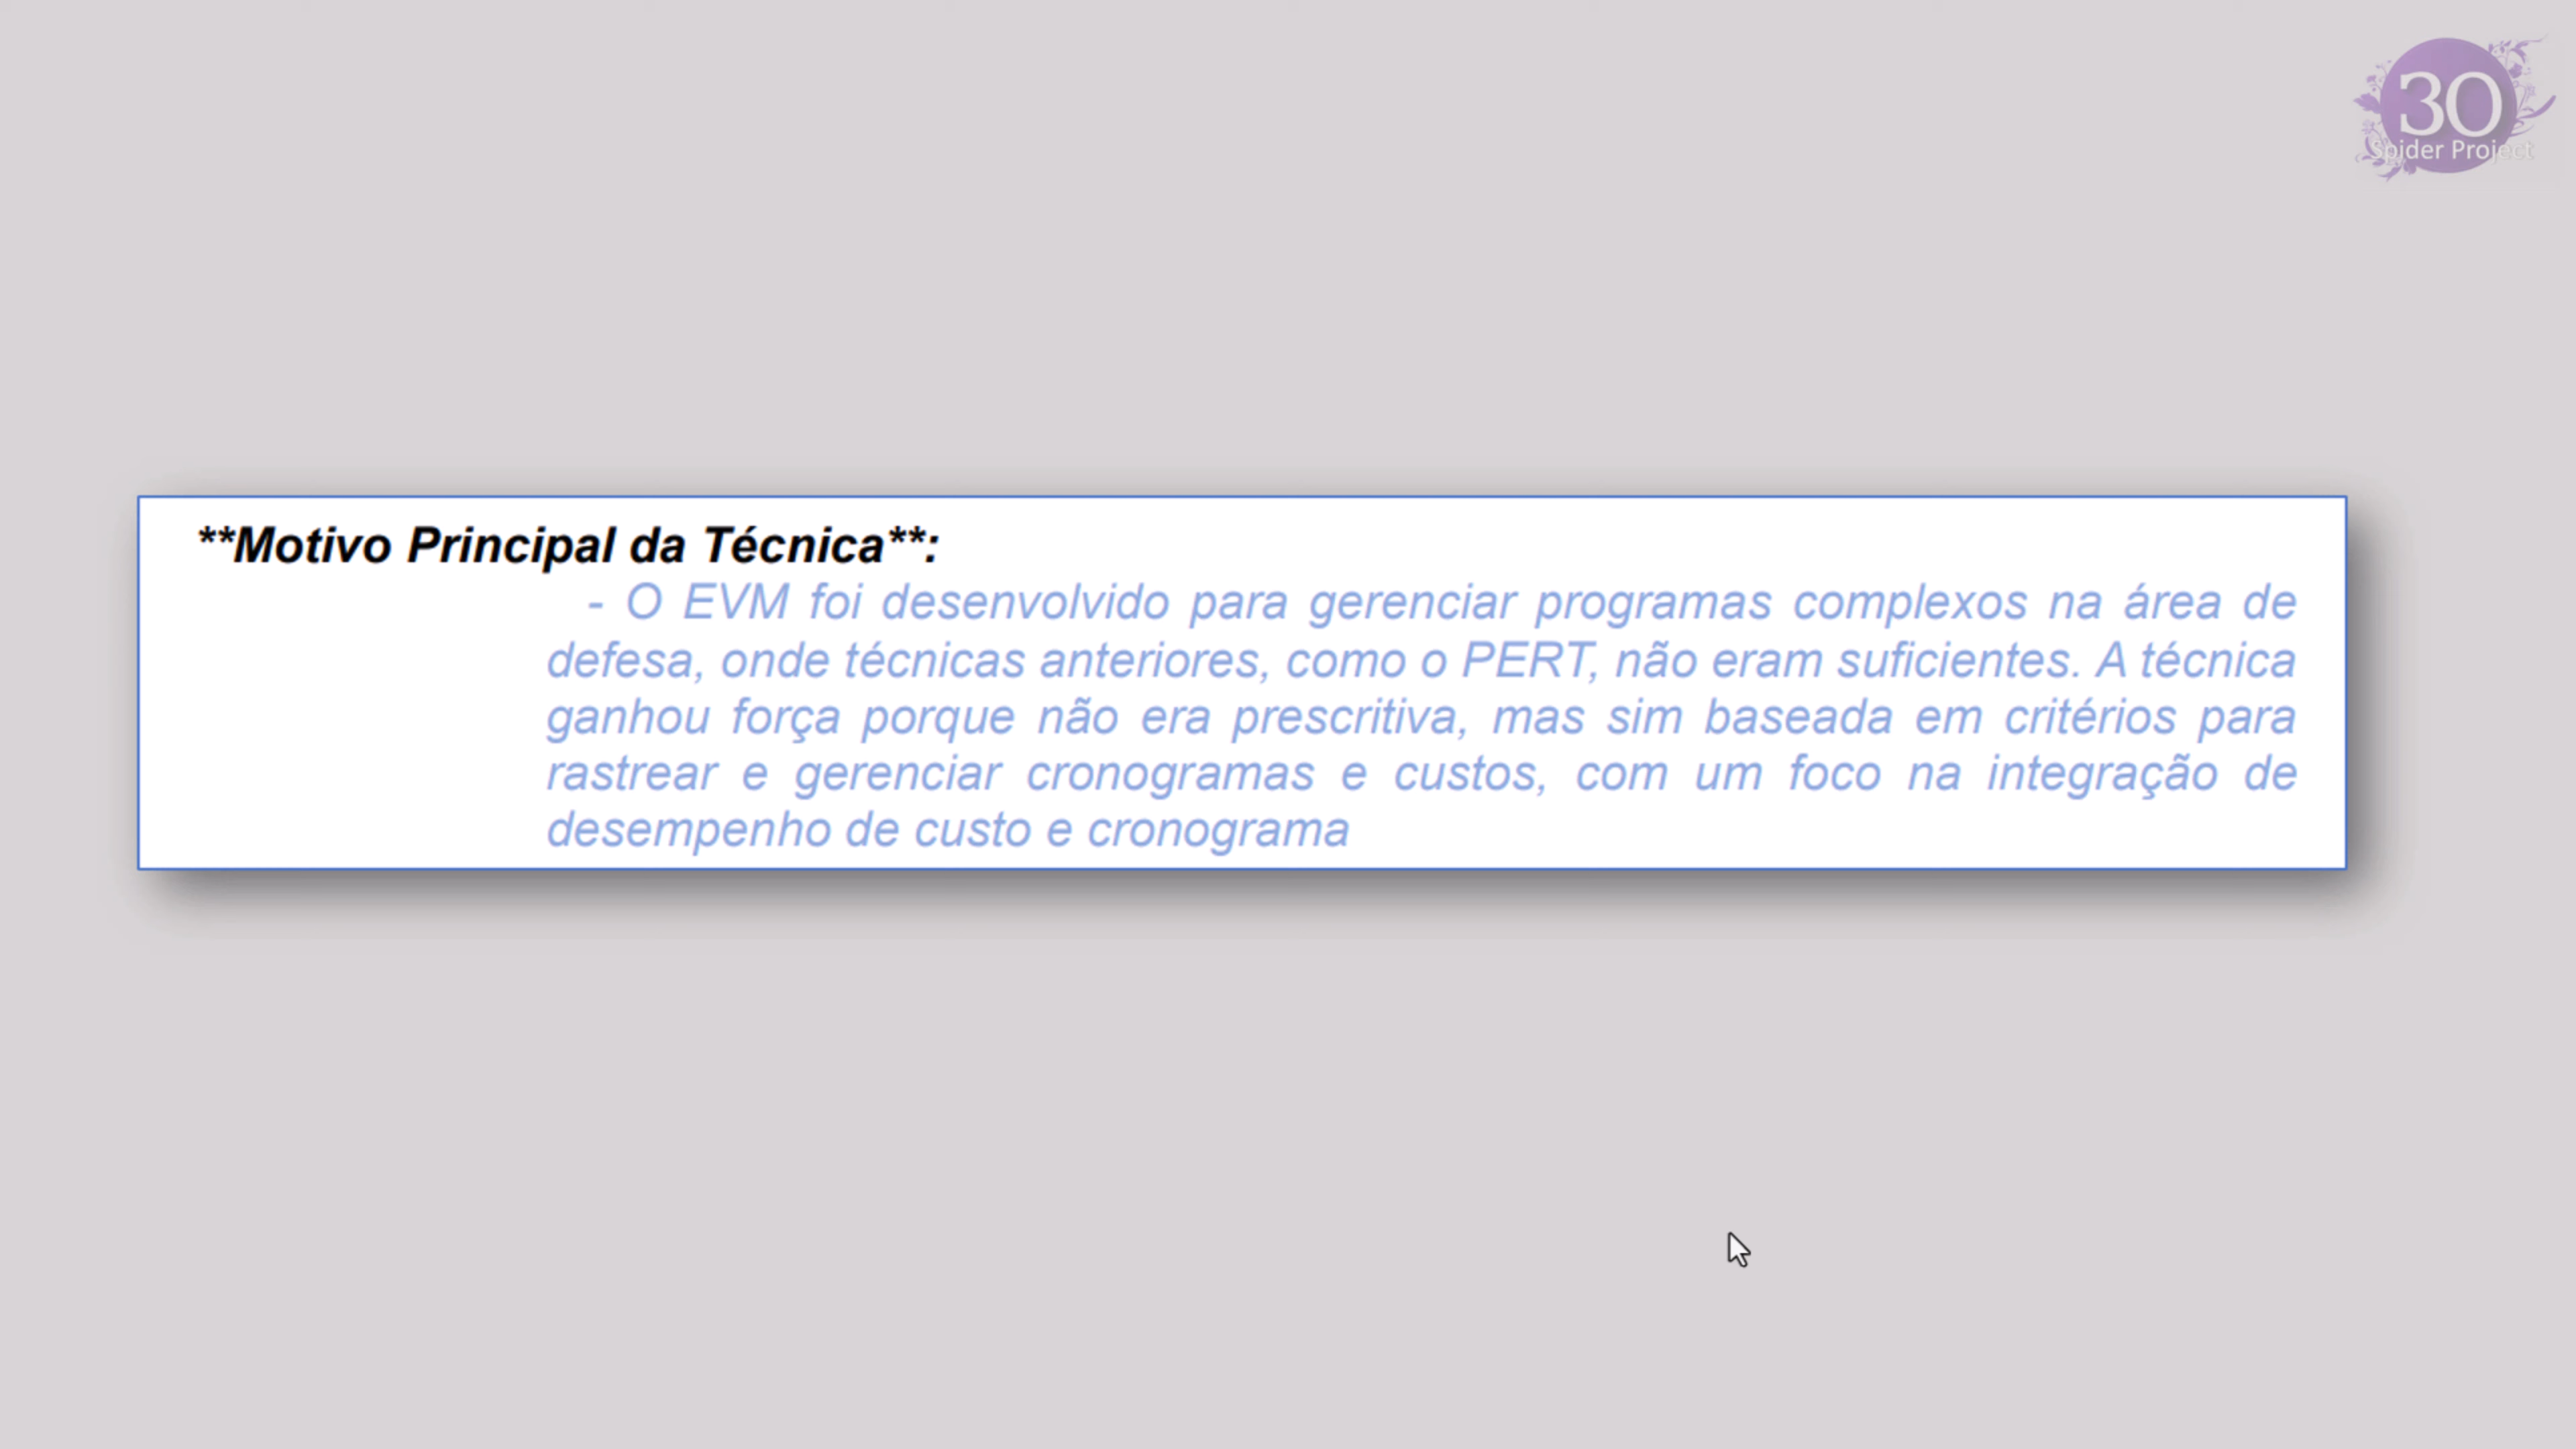 30
Spider Project
**Motivo Principal da Técnica**:
- O EVM foi desenvolvido para gerenciar programas complexos na área de
defesa, onde técnicas anteriores, como o PERT, não eram suficientes. A técnica
ganhou força porque não era prescritiva, mas sim baseada em critérios para
rastrear e gerenciar cronogramas e custos, com um foco na integração de
desempenho de custo e cronograma